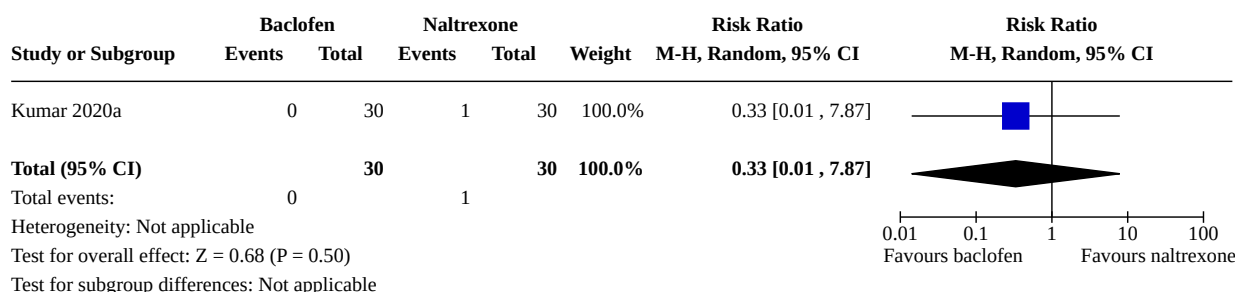 Baclofen Naltrexone Risk Ratio Risk Ratio
Study or Subgroup Events Total Events Total Weight M-H, Random, 95% CI M-H, Random, 95% CI
Kumar 2020a 0 30 1 30 100.0% 0.33 [0.01 , 7.87]
Total (95% CI) 30 30 100.0% 0.33 [0.01 , 7.87]
Total events: 0 1
Heterogeneity: Not applicable
0.01 0.1 1 10 100
Test for overall effect: Z = 0.68 (P = 0.50) Favours baclofen Favours naltrexone
Test for subgroup differences: Not applicable